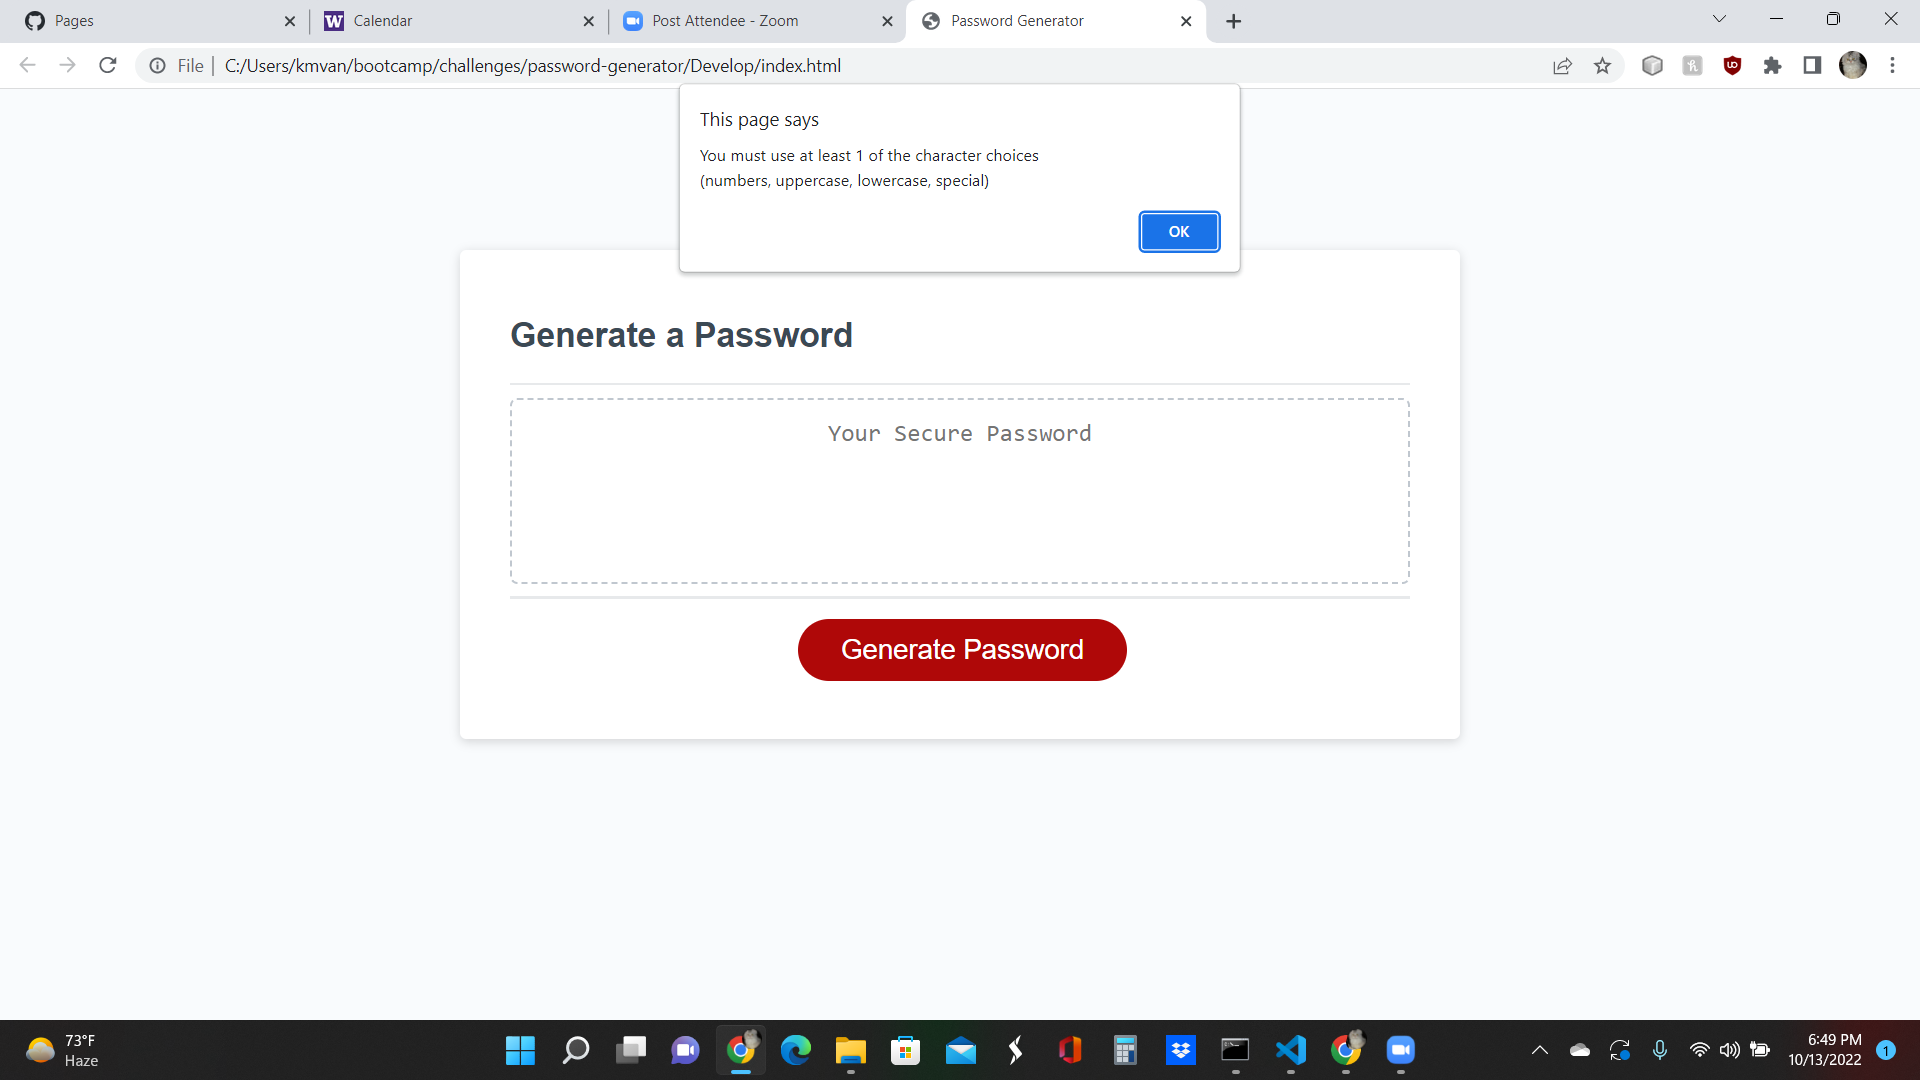 Pages
Calendar
Post Attendee - Zoom
Password Generator
File
C:/Users/kmvan/bootcamp/challenges/password-generator/Develop/index.html
This page says
You must use at least 1 of the character choices
(numbers, uppercase, lowercase, special)
OK
Generate a Password
Your Secure Password
Generate Password
73°F
Haze
6:49 PM
10/13/2022
1